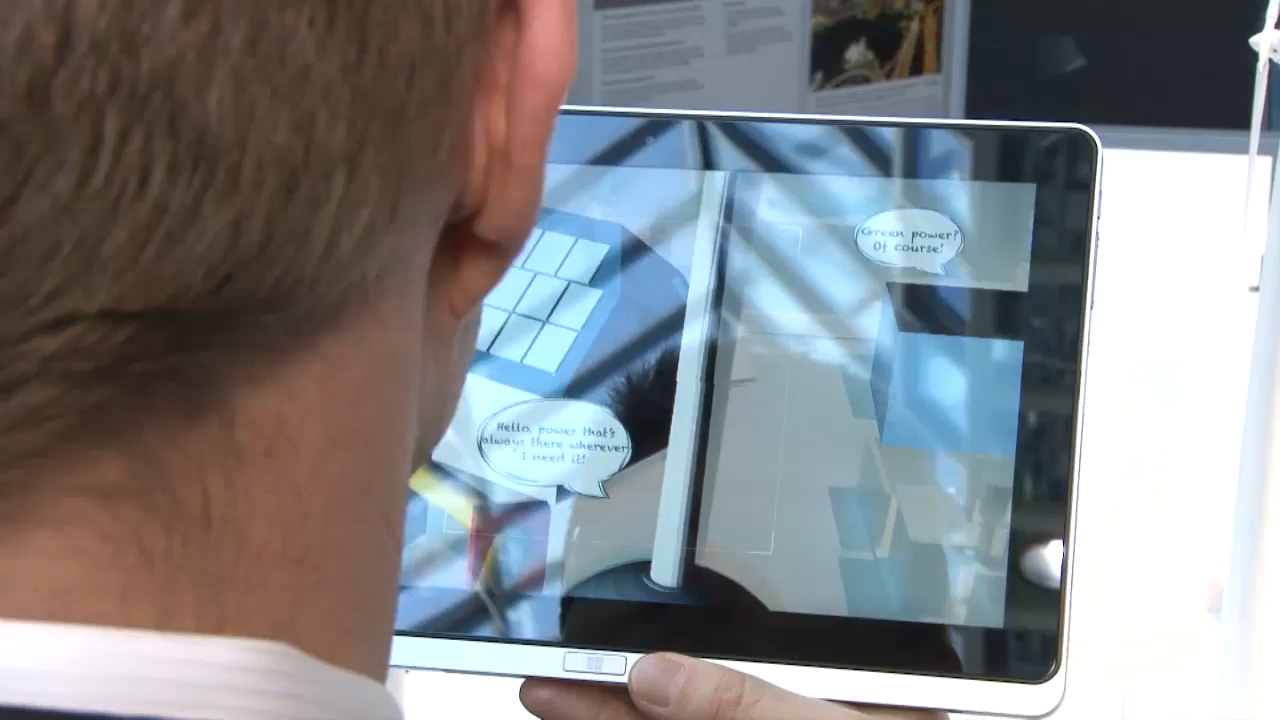 Green power?
Of course!
Hello, power that's
always there wherever
I need it!